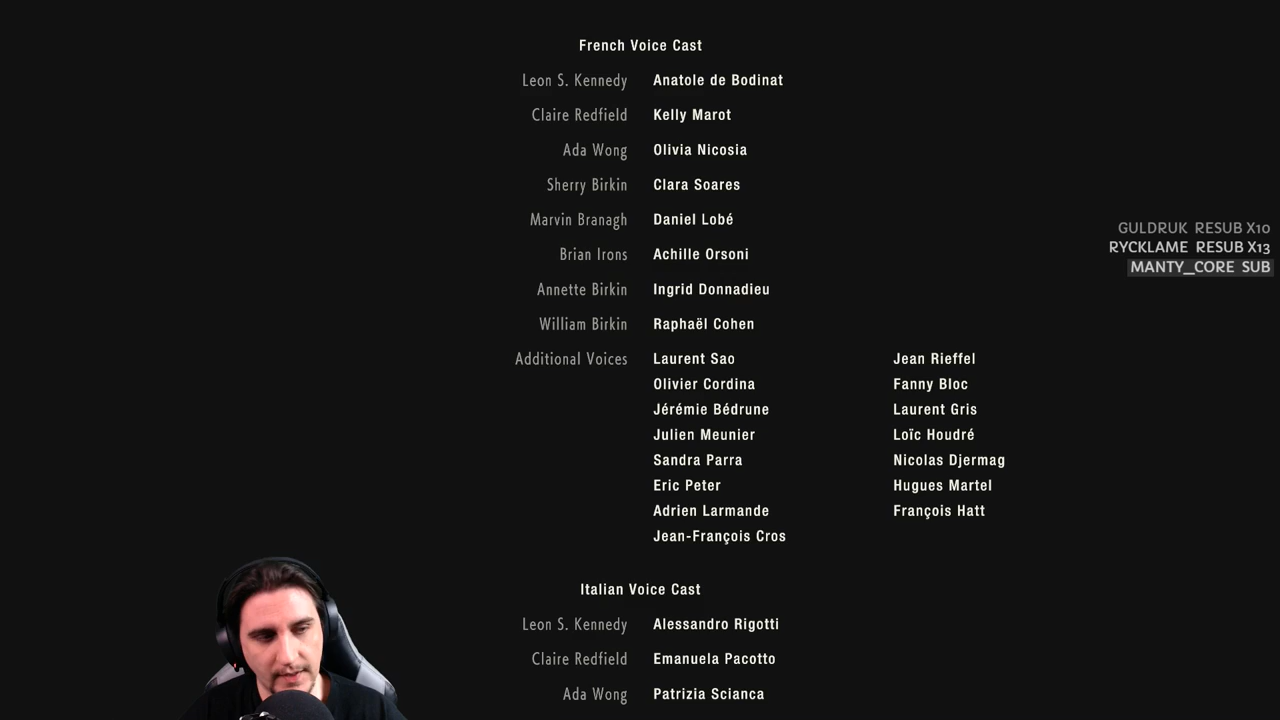 French Voice Cast
Leon S. Kennedy Anatole de Bodinat
Claire Redfield Kelly Marot
Ada Wong Olivia Nicosia
Sherry Birkin Clara Soares
Marvin Branagh Daniel Lobé
Brian Irons Achille Orsoni
Annette Birkin Ingrid Donnadieu
William Birkin Raphaël Cohen
Additional Voices Laurent Sao Jean Rieffel
Olivier Cordina Fanny Bloc
Jérémie Bédrune Laurent Gris
Julien Meunier Loïc Houdré
Sandra Parra Nicolas Djermag
Eric Peter Hugues Martel
Adrien Larmande François Hatt
Jean-François Cros
Italian Voice Cast
Leon S. Kennedy Alessandro Rigotti
Claire Redfield Emanuela Pacotto
Ada Wong Patrizia Scianca
GULDRUK RESUB X10
RYCKLAME RESUB X13
MANTY_CORE SUB